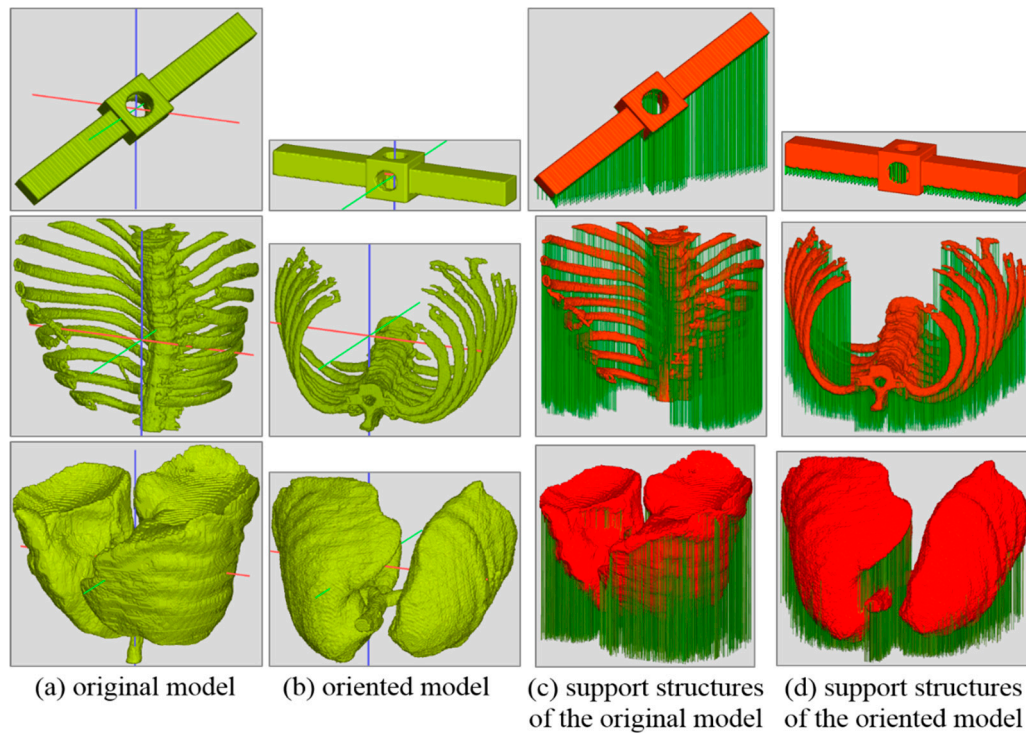 (a) original model
(b) oriented model
(c) support structures
of the original model
(d) support structures
of the oriented model